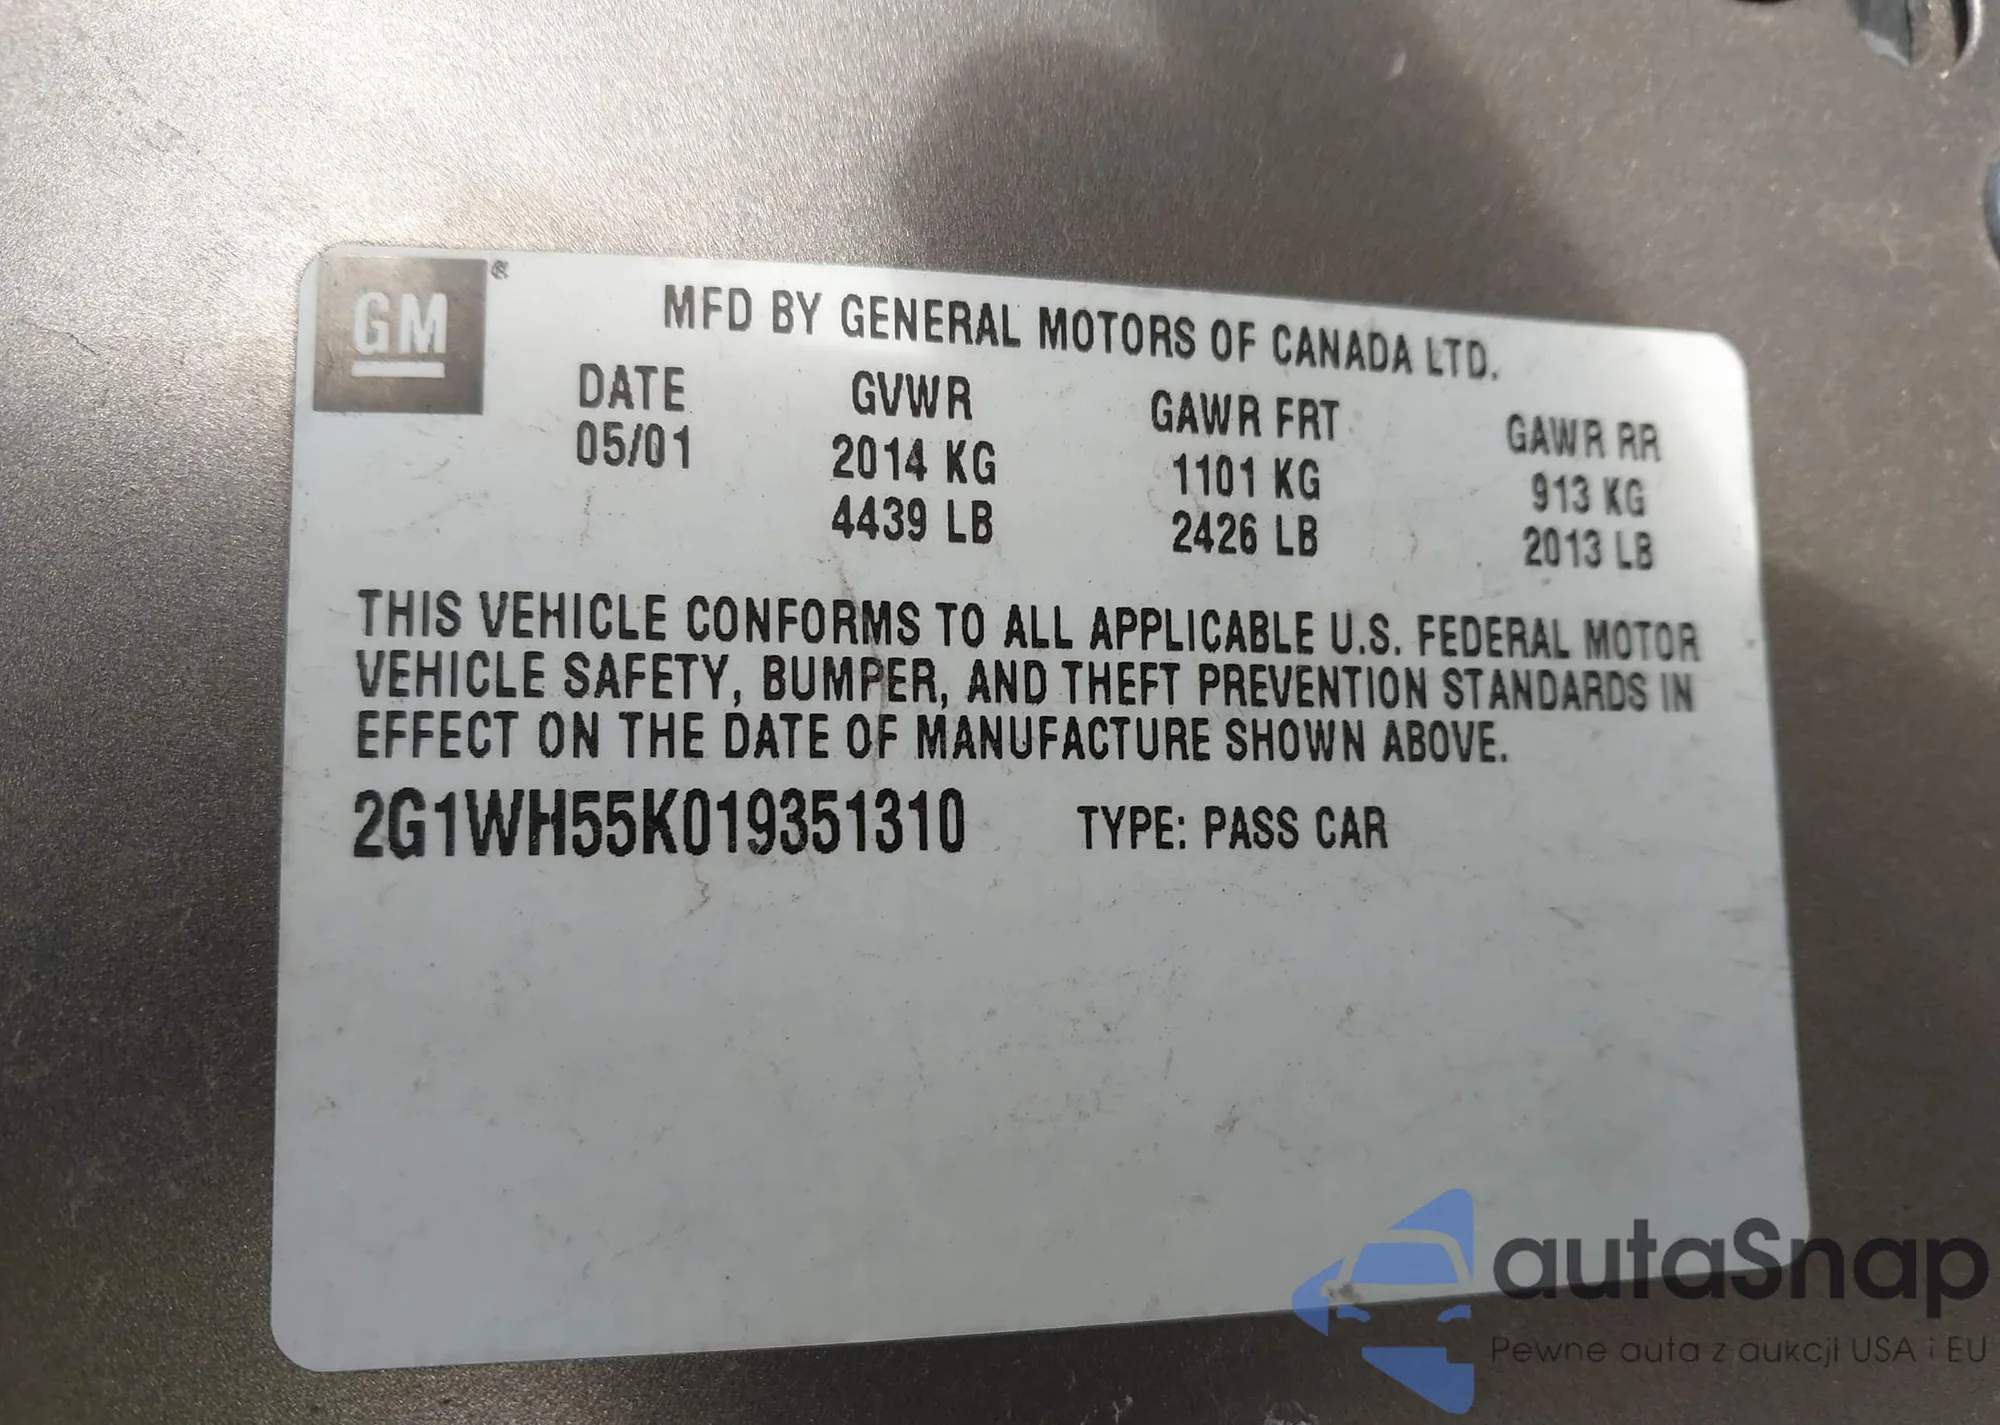 GM ®
MFD BY GENERAL MOTORS OF CANADA LTD.
DATE GVWR GAWR FRT GAWR RR
05/01 2014 KG 1101 KG 913 KG
4439 LB 2426 LB 2013 LB
THIS VEHICLE CONFORMS TO ALL APPLICABLE U.S. FEDERAL MOTOR
VEHICLE SAFETY, BUMPER, AND THEFT PREVENTION STANDARDS IN
EFFECT ON THE DATE OF MANUFACTURE SHOWN ABOVE.
2G1WH55K019351310 TYPE: PASS CAR
autaSnap
Pewne auta z aukcji USA i EU